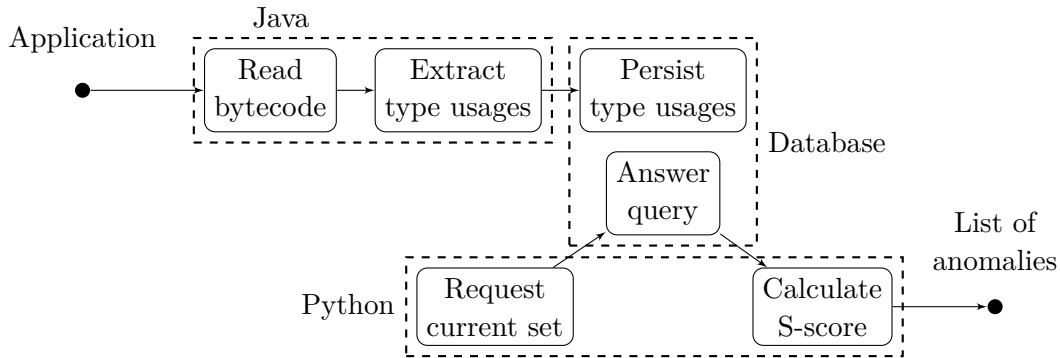 Java
Application
Read
bytecode
Extract
type usages
Persist
type usages
Database
Answer
query
List of
anomalies
Python
Request
current set
Calculate
S-score